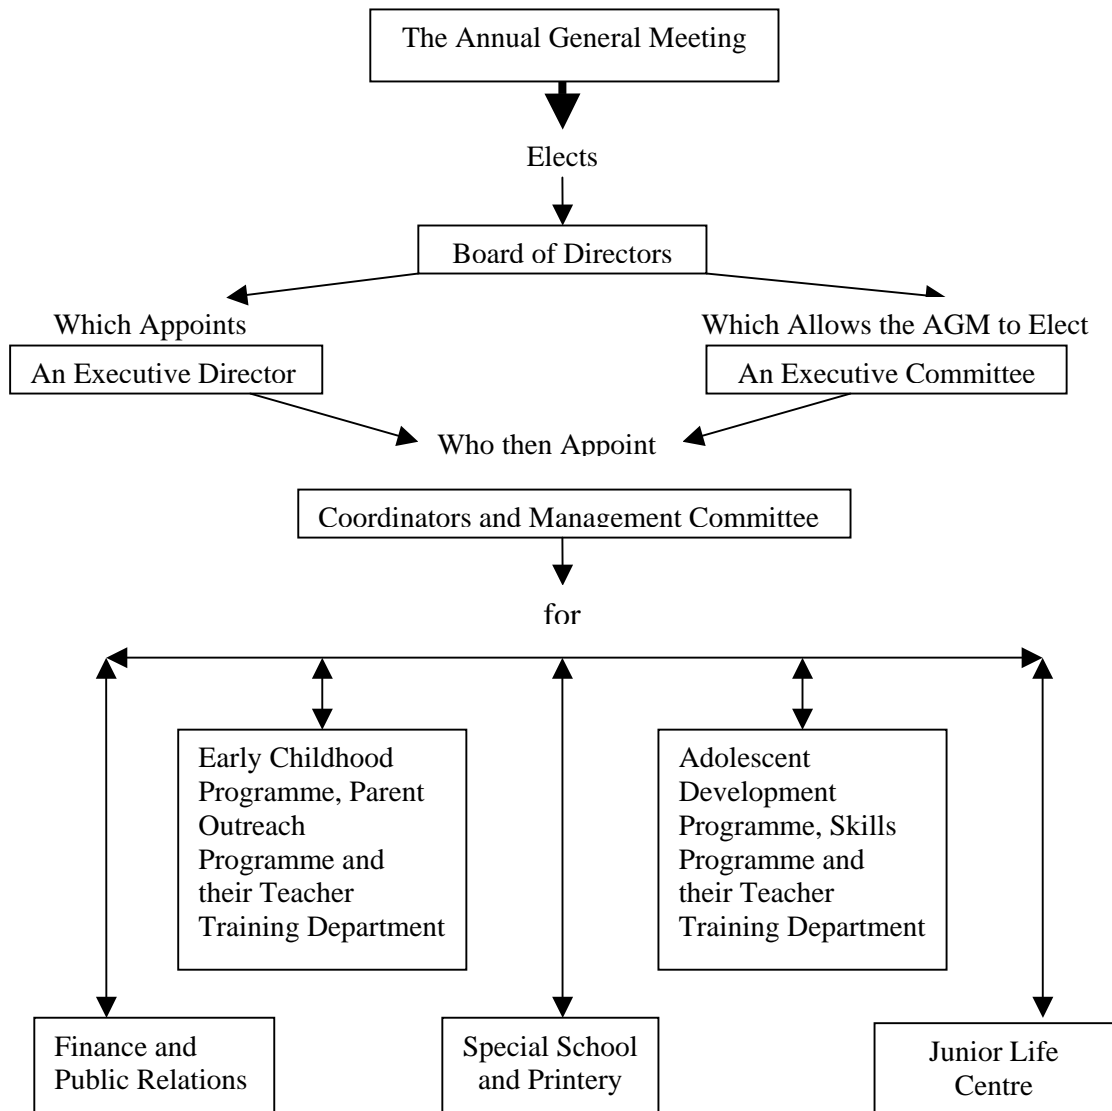 The Annual General Meeting
Elects
Board of Directors
Which Appoints
Which Allows the AGM to Elect
An Executive Director
An Executive Committee
Who then Appoint
Coordinators and Management Committee
for
Early Childhood
Programme, Parent
Outreach
Programme and
their Teacher
Training Department
Adolescent
Development
Programme, Skills
Programme and
their Teacher
Training Department
Finance and
Public Relations
Special School
and Printery
Junior Life
Centre